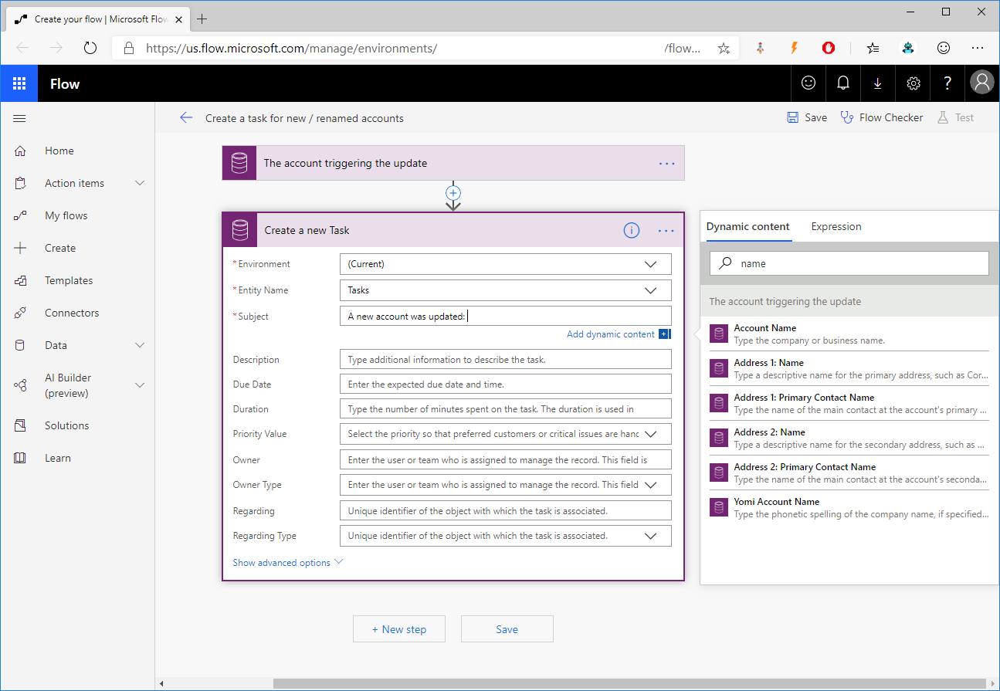 Create your flow | Microsoft Flow
https://us.flow.microsoft.com/manage/environments/ /flow...
Flow
?
Create a task for new / renamed accounts
Save
Flow Checker
Test
Home
Action items
My flows
Create
Templates
Connectors
Data
AI Builder
(preview)
Solutions
Learn
The account triggering the update
Create a new Task
* Environment
(Current)
* Entity Name
Tasks
* Subject
A new account was updated:
Add dynamic content
Description
Type additional information to describe the task.
Due Date
Enter the expected due date and time.
Duration
Type the number of minutes spent on the task. The duration is used in
Priority Value
Select the priority so that preferred customers or critical issues are hanc
Owner
Enter the user or team who is assigned to manage the record. This field is
Owner Type
Enter the user or team who is assigned to manage the record. This field
Regarding
Unique identifier of the object with which the task is associated.
Regarding Type
Unique identifier of the object with which the task is associated.
Show advanced options
+ New step
Save
Dynamic content
Expression
name
The account triggering the update
Account Name
Type the company or business name.
Address 1: Name
Type a descriptive name for the primary address, such as Cor...
Address 1: Primary Contact Name
Type the name of the main contact at the account's primary ...
Address 2: Name
Type a descriptive name for the secondary address, such as ...
Address 2: Primary Contact Name
Type the name of the main contact at the account's seconda...
Yomi Account Name
Type the phonetic spelling of the company name, if specified...